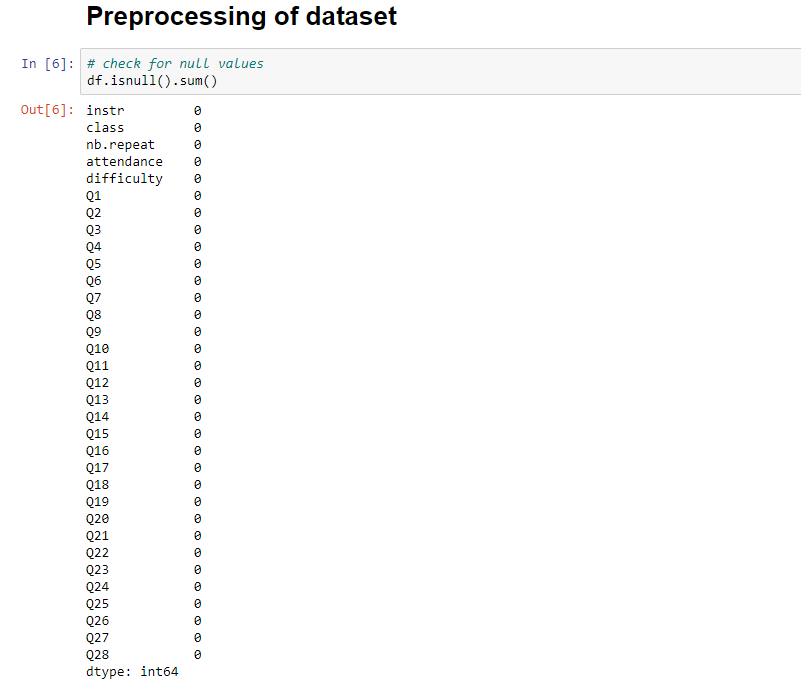 Preprocessing of dataset
In [6]: # check for null values
df.isnull().sum()
Out[6]: instr 0
class 0
nb.repeat 0
attendance 0
difficulty 0
Q1 0
Q2 0
Q3 0
Q4 0
Q5 0
Q6 0
Q7 0
Q8 0
Q9 0
Q10 0
Q11 0
Q12 0
Q13 0
Q14 0
Q15 0
Q16 0
Q17 0
Q18 0
Q19 0
Q20 0
Q21 0
Q22 0
Q23 0
Q24 0
Q25 0
Q26 0
Q27 0
Q28 0
dtype: int64